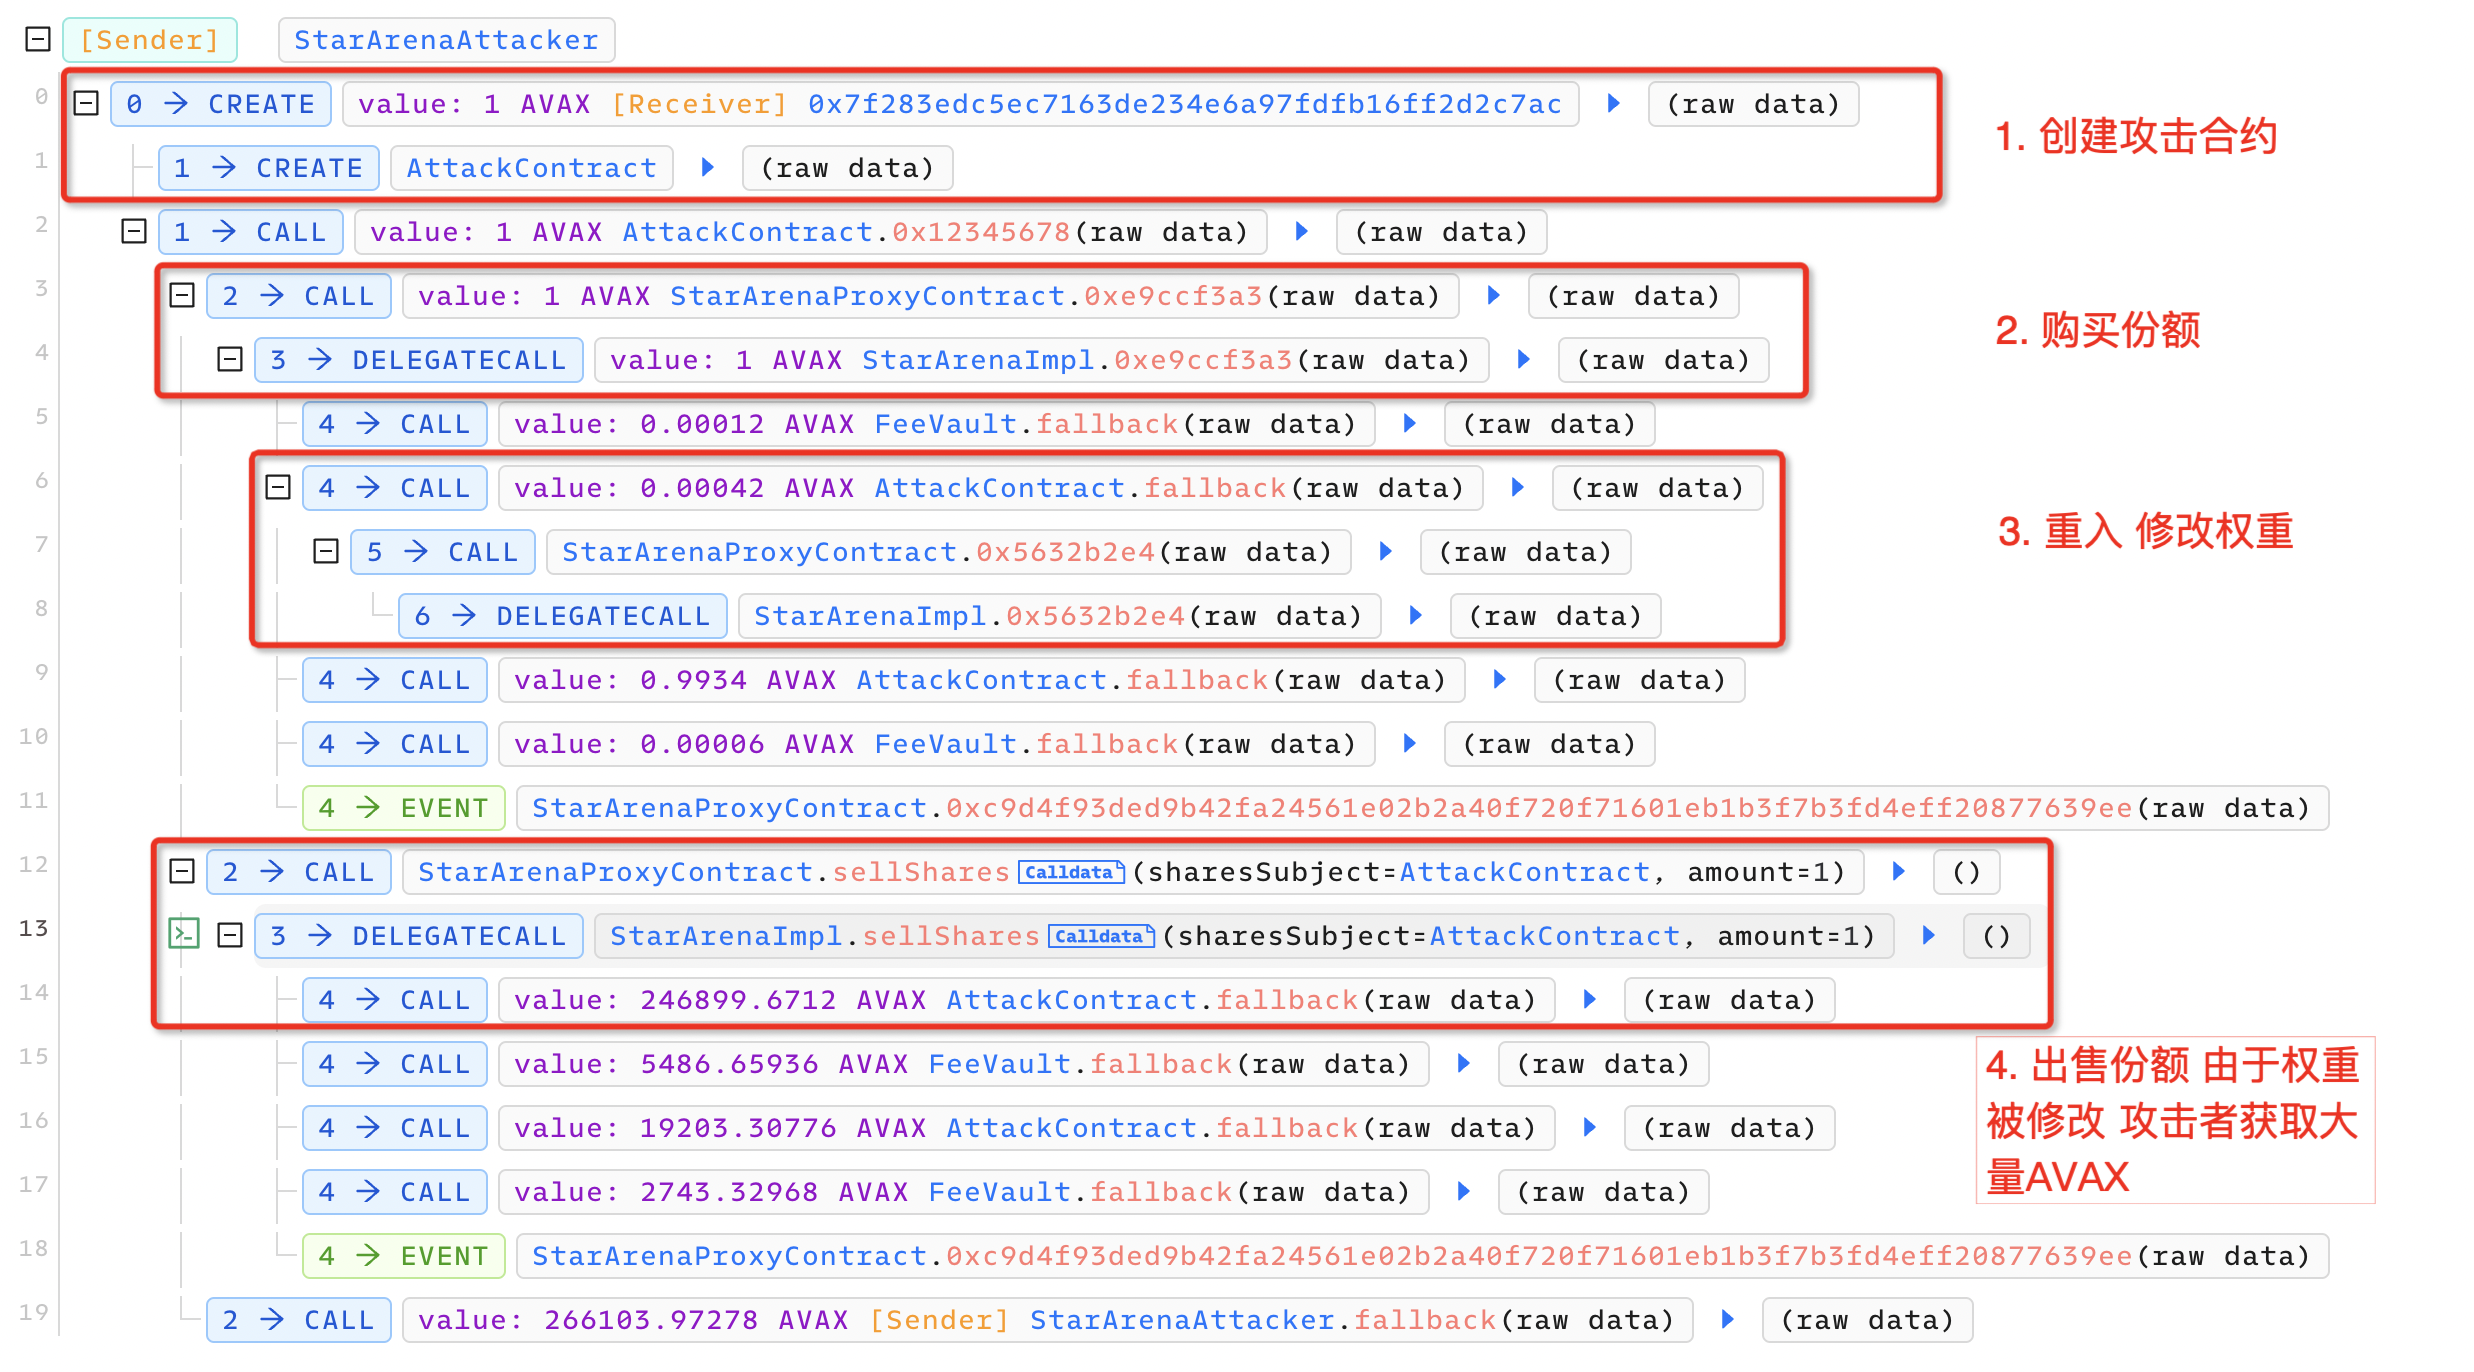 [Sender] StarArenaAttacker
0 0 → CREATE value: 1 AVAX [Receiver] 0x7f283edc5ec7163de234e6a97fdfb16ff2d2c7ac (raw data)
1. 创建攻击合约
1 1 → CREATE AttackContract (raw data)
2 1 → CALL value: 1 AVAX AttackContract.0x12345678(raw data) (raw data)
3 2 → CALL value: 1 AVAX StarArenaProxyContract.0xe9ccf3a3(raw data) (raw data)
2. 购买份额
4 3 → DELEGATECALL value: 1 AVAX StarArenaImpl.0xe9ccf3a3(raw data) (raw data)
5 4 → CALL value: 0.00012 AVAX FeeVault.fallback(raw data) (raw data)
6 4 → CALL value: 0.00042 AVAX AttackContract.fallback(raw data) (raw data)
3. 重入 修改权重
7 5 → CALL StarArenaProxyContract.0x5632b2e4(raw data) (raw data)
8 6 → DELEGATECALL StarArenaImpl.0x5632b2e4(raw data) (raw data)
9 4 → CALL value: 0.9934 AVAX AttackContract.fallback(raw data) (raw data)
10 4 → CALL value: 0.00006 AVAX FeeVault.fallback(raw data) (raw data)
11 4 → EVENT StarArenaProxyContract.0xc9d4f93ded9b42fa24561e02b2a40f720f71601eb1b3f7b3fd4eff20877639ee(raw data)
12 2 → CALL StarArenaProxyContract.sellShares Calldata (sharesSubject=AttackContract, amount=1) ()
13 3 → DELEGATECALL StarArenaImpl.sellShares Calldata (sharesSubject=AttackContract, amount=1) ()
14 4 → CALL value: 246899.6712 AVAX AttackContract.fallback(raw data) (raw data)
15 4 → CALL value: 5486.65936 AVAX FeeVault.fallback(raw data) (raw data)
4. 出售份额 由于权重
被修改 攻击者获取大
量AVAX
16 4 → CALL value: 19203.30776 AVAX AttackContract.fallback(raw data) (raw data)
17 4 → CALL value: 2743.32968 AVAX FeeVault.fallback(raw data) (raw data)
18 4 → EVENT StarArenaProxyContract.0xc9d4f93ded9b42fa24561e02b2a40f720f71601eb1b3f7b3fd4eff20877639ee(raw data)
19 2 → CALL value: 266103.97278 AVAX [Sender] StarArenaAttacker.fallback(raw data) (raw data)